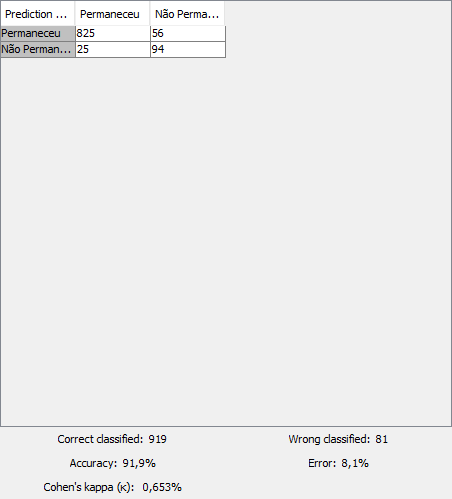 Prediction ... Permaneceu Não Perma...
Permaneceu 825 56
Não Perman... 25 94
Correct classified: 919 Wrong classified: 81
Accuracy: 91,9% Error: 8,1%
Cohen's kappa (κ): 0,653%